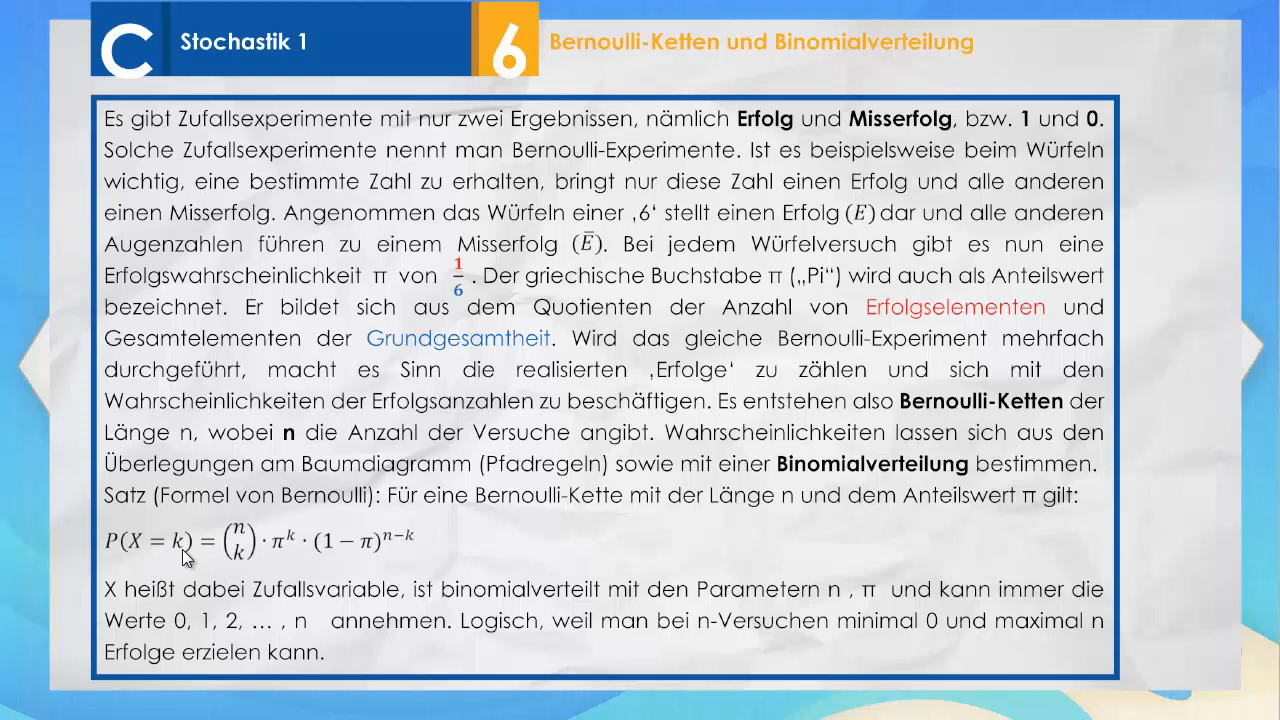 C Stochastik 1 6 Bernoulli-Ketten und Binomialverteilung
Es gibt Zufallsexperimente mit nur zwei Ergebnissen, nämlich Erfolg und Misserfolg, bzw. 1 und 0.
Solche Zufallsexperimente nennt man Bernoulli-Experimente. Ist es beispielsweise beim Würfeln
wichtig, eine bestimmte Zahl zu erhalten, bringt nur diese Zahl einen Erfolg und alle anderen
einen Misserfolg. Angenommen das Würfeln einer ‚6‘ stellt einen Erfolg (E) dar und alle anderen
Augenzahlen führen zu einem Misserfolg (Ē). Bei jedem Würfelversuch gibt es nun eine
Erfolgswahrscheinlichkeit π von 1/6 . Der griechische Buchstabe π („Pi“) wird auch als Anteilswert
bezeichnet. Er bildet sich aus dem Quotienten der Anzahl von Erfolgselementen und
Gesamtelementen der Grundgesamtheit. Wird das gleiche Bernoulli-Experiment mehrfach
durchgeführt, macht es Sinn die realisierten ‚Erfolge‘ zu zählen und sich mit den
Wahrscheinlichkeiten der Erfolgsanzahlen zu beschäftigen. Es entstehen also Bernoulli-Ketten der
Länge n, wobei n die Anzahl der Versuche angibt. Wahrscheinlichkeiten lassen sich aus den
Überlegungen am Baumdiagramm (Pfadregeln) sowie mit einer Binomialverteilung bestimmen.
Satz (Formel von Bernoulli): Für eine Bernoulli-Kette mit der Länge n und dem Anteilswert π gilt:
P(X = k) = (n k) · π^k · (1 − π)^{n−k}
X heißt dabei Zufallsvariable, ist binomialverteilt mit den Parametern n , π und kann immer die
Werte 0, 1, 2, … , n annehmen. Logisch, weil man bei n-Versuchen minimal 0 und maximal n
Erfolge erzielen kann.